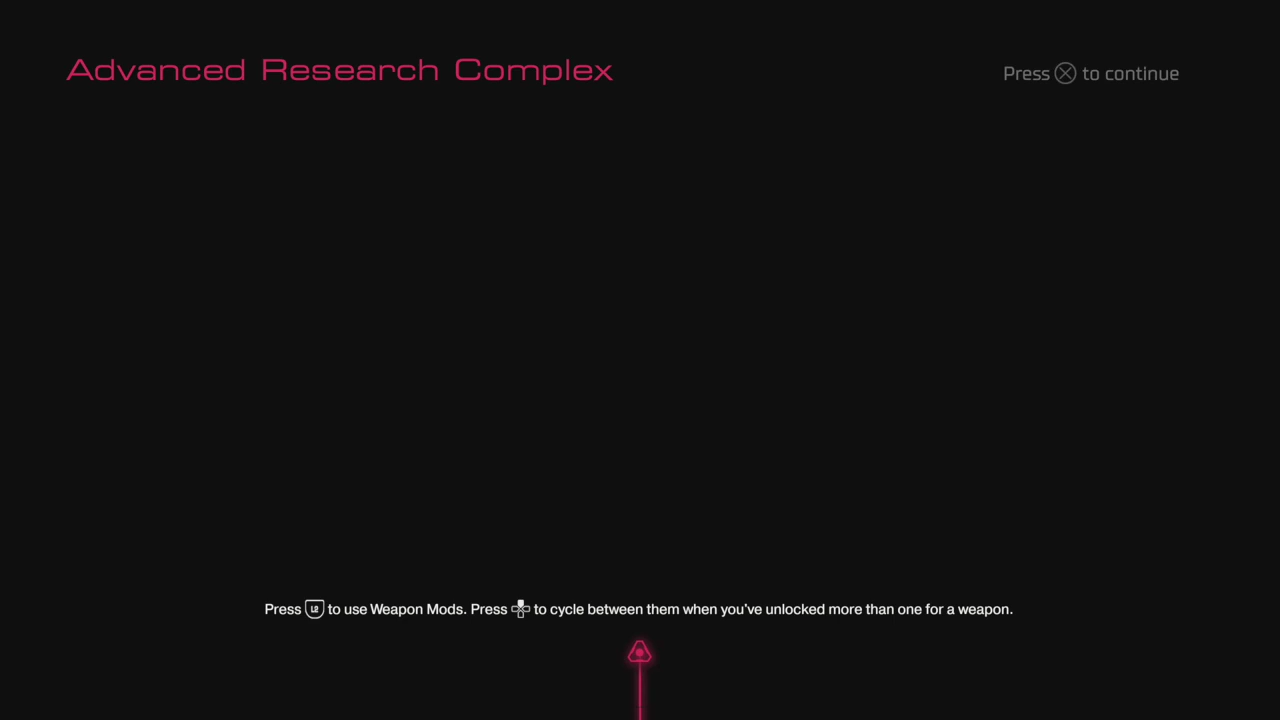 Advanced Research Complex
Press to continue
Press L2 to use Weapon Mods. Press to cycle between them when you've unlocked more than one for a weapon.